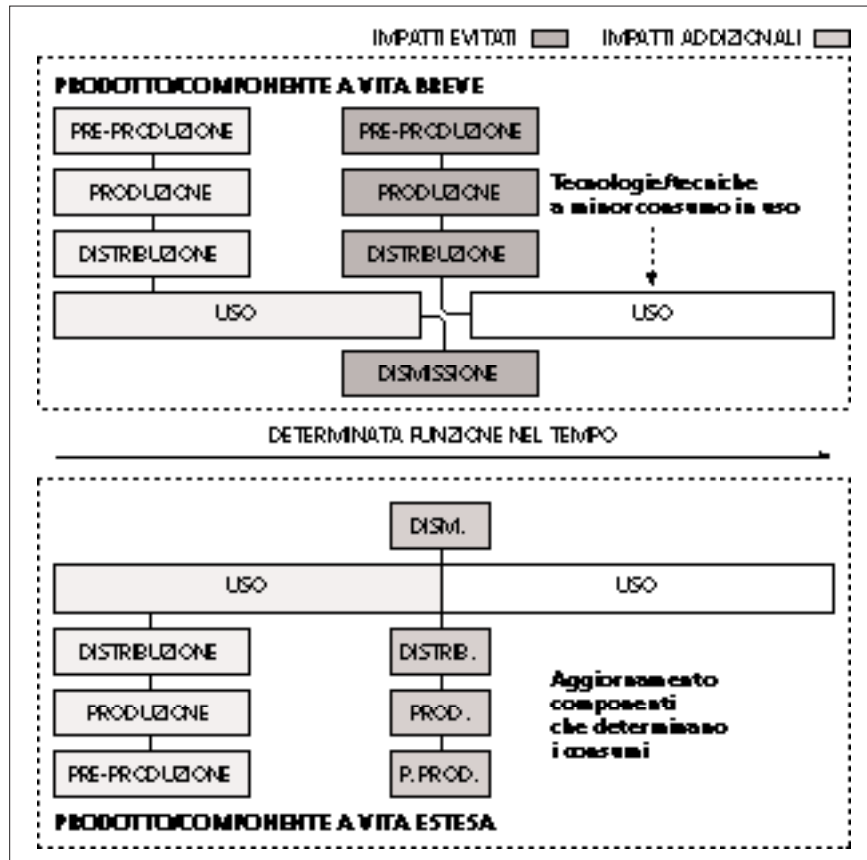 IMPATTI EVITATI IMPATTI ADDIZIONALI
PRODOTTO/COMPONENTE A VITA BREVE
PRE-PRODUZIONE PRE-PRODUZIONE
PRODUZIONE PRODUZIONE
Tecnologie/tecniche
a minor consumo in uso
DISTRIBUZIONE DISTRIBUZIONE
USO USO
DISMISSIONE
DETERMINATA FUNZIONE NEL TEMPO
DISM.
USO USO
DISTRIBUZIONE DISTRIB.
PRODUZIONE PROD.
PRE-PRODUZIONE P. PROD.
Aggiornamento
componenti
che determinano
i consumi
PRODOTTO/COMPONENTE A VITA ESTESA